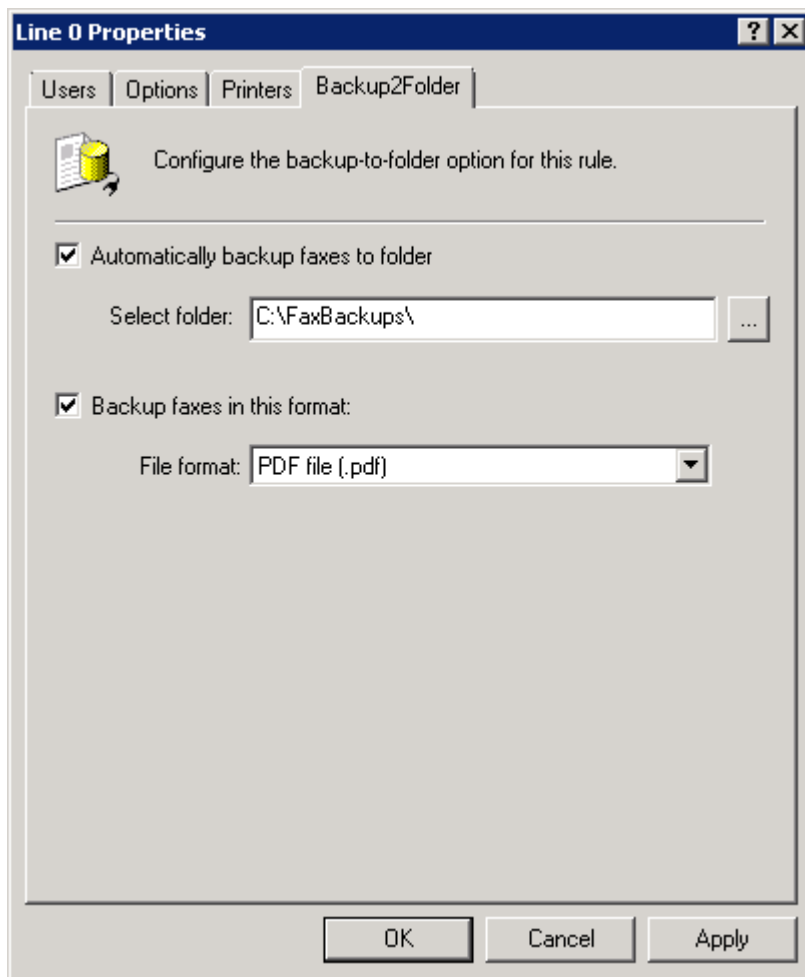 Line 0 Properties
Users Options Printers Backup2Folder
Configure the backup-to-folder option for this rule.
Automatically backup faxes to folder
Select folder: C:\FaxBackups\ ...
Backup faxes in this format:
File format: PDF file (.pdf)
OK Cancel Apply